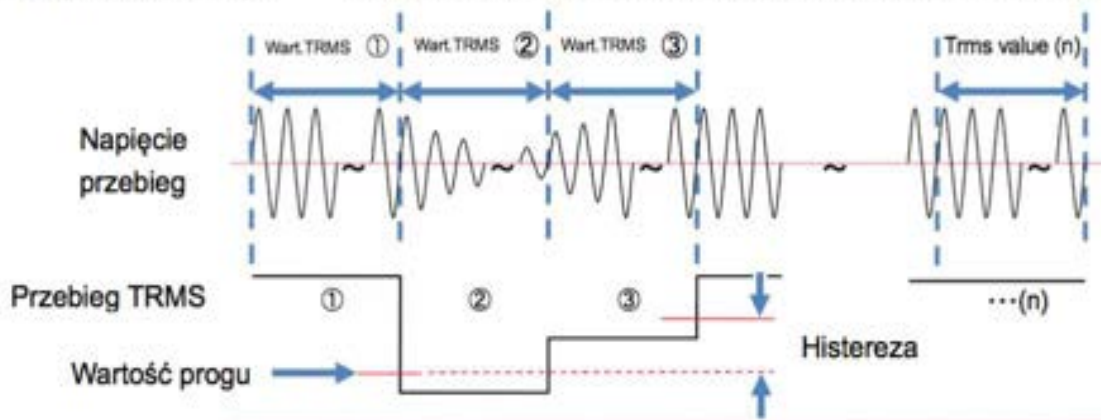 Wart.TRMS ① Wart.TRMS ② Wart.TRMS ③ Trms value (n)
Napięcie
przebieg
~ ~ ~ ~ ~
Przebieg TRMS ① ② ③ ⋯(n)
Histereza
Wartość progu